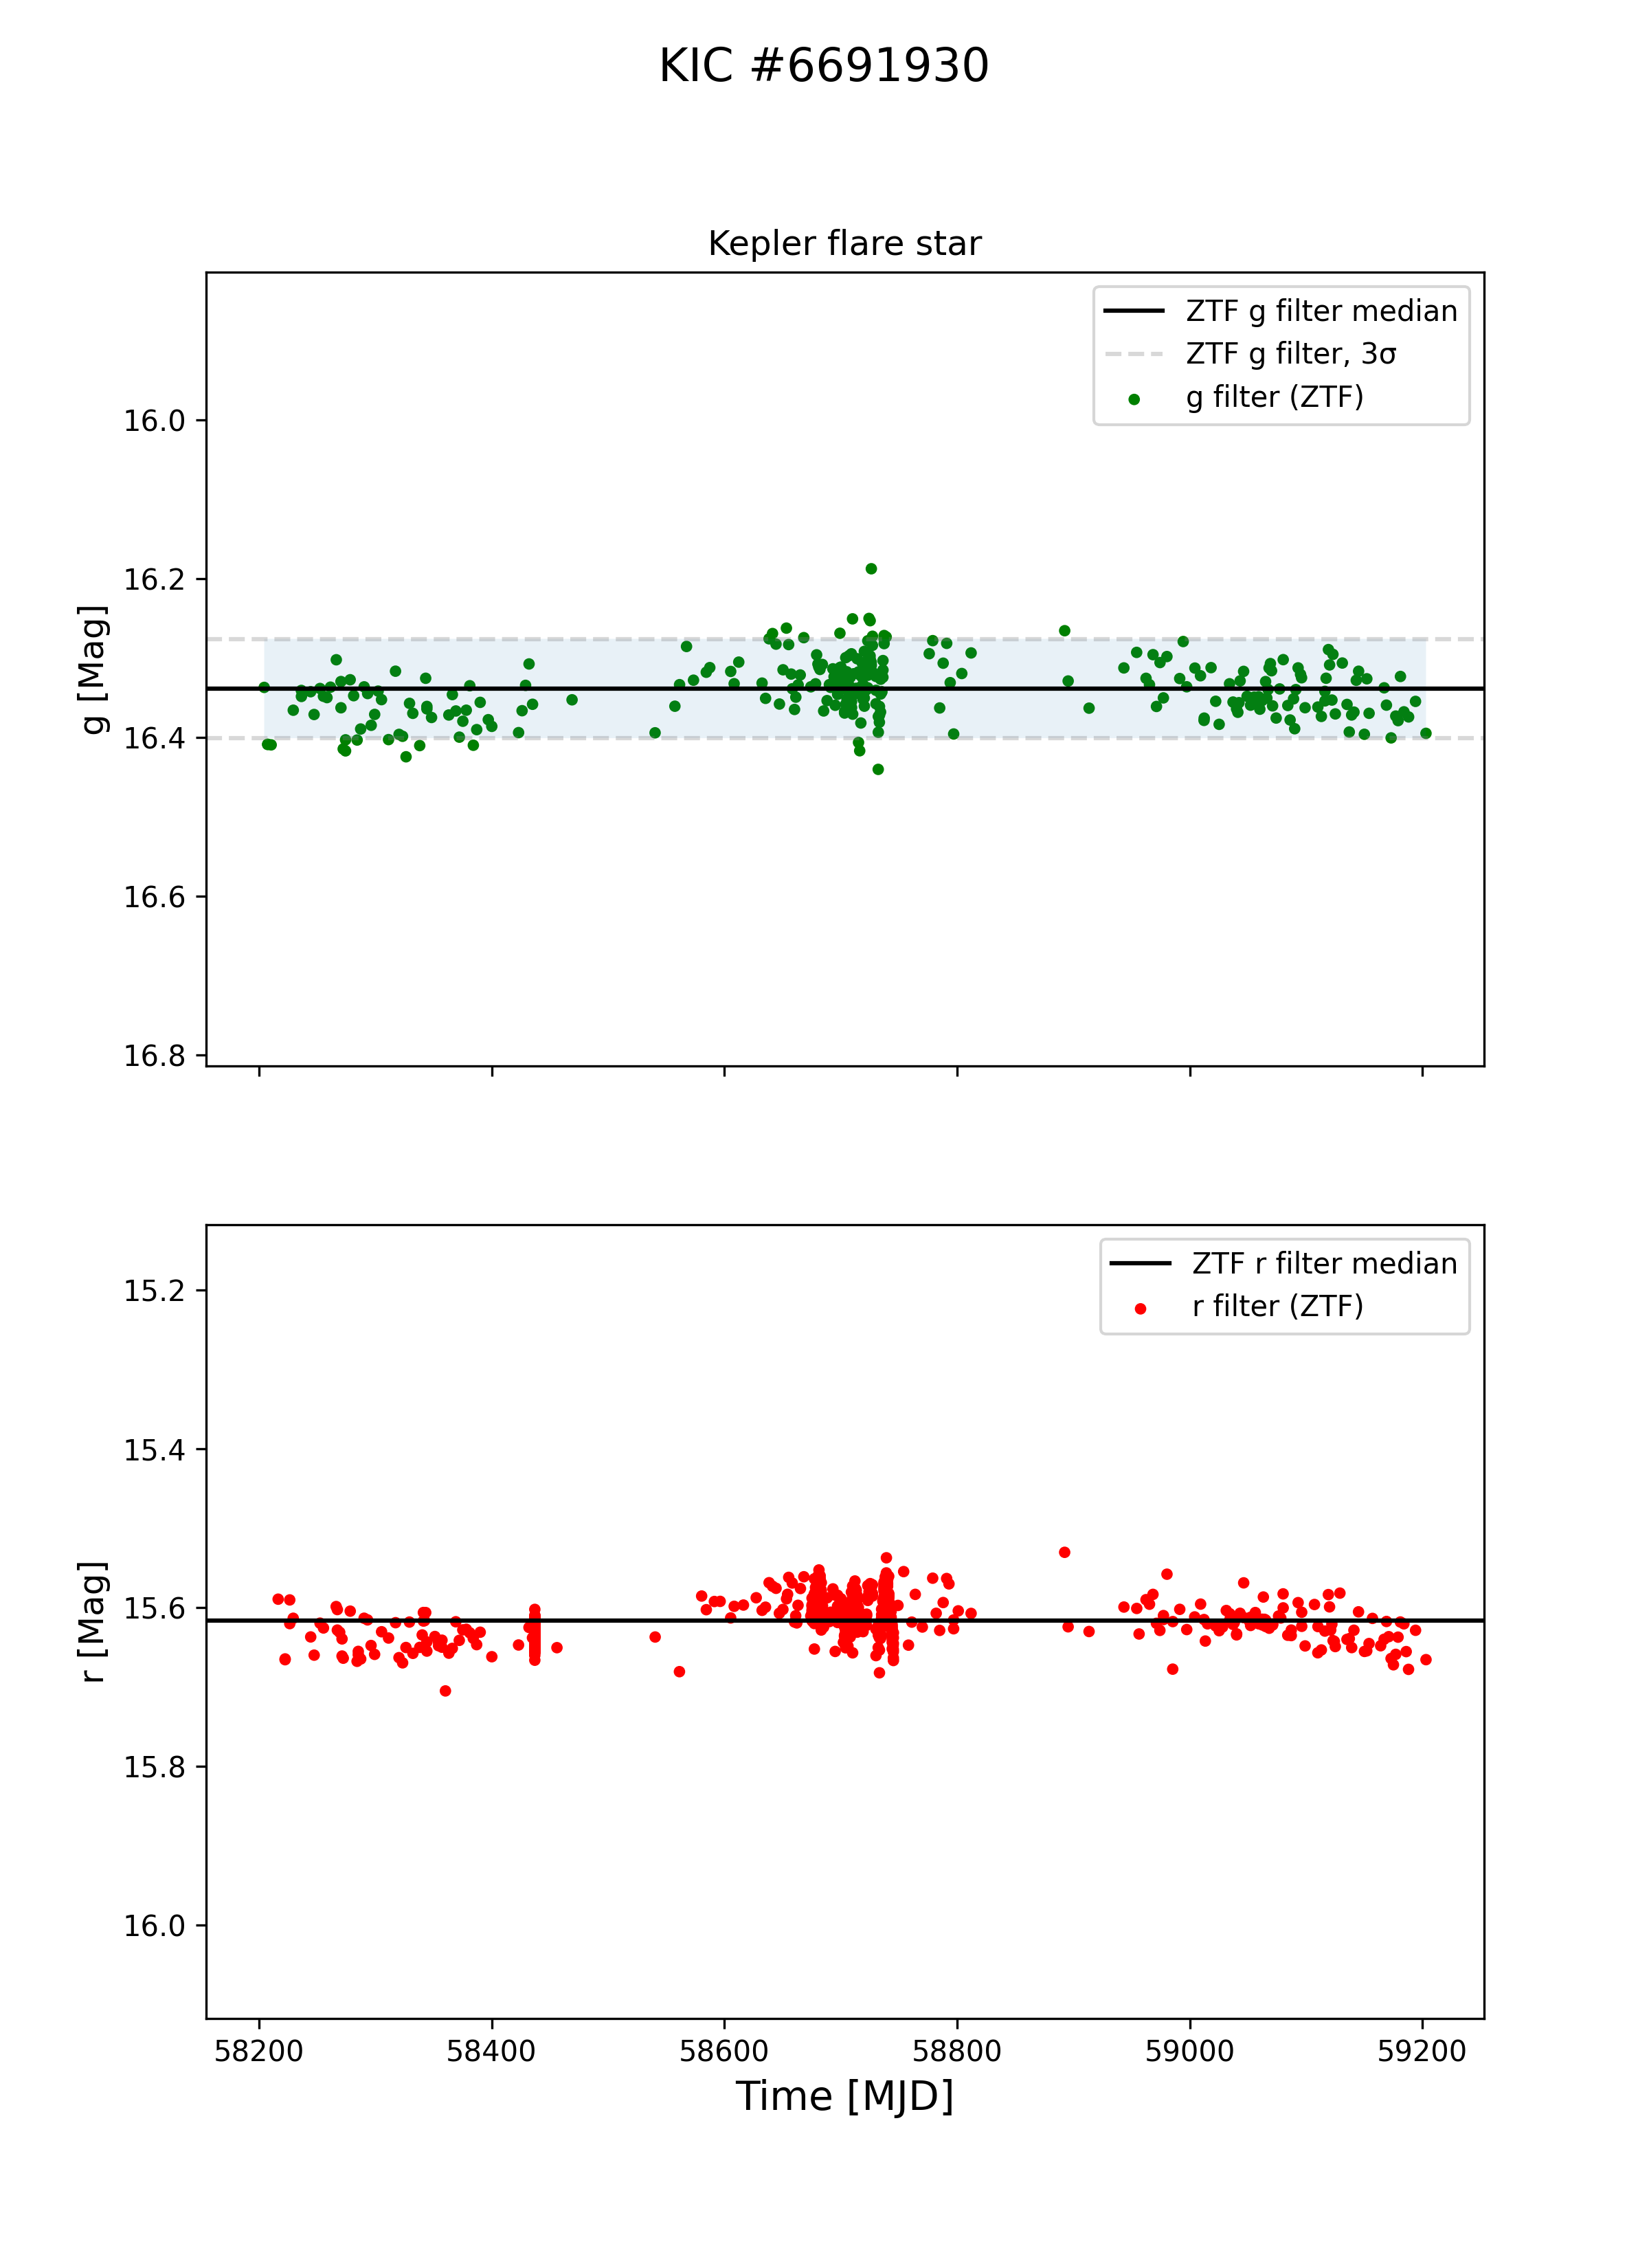 KIC #6691930
Kepler flare star
ZTF g filter median
ZTF g filter, 3σ
g filter (ZTF)
16.0
16.2
16.4
16.6
16.8
g [Mag]
ZTF r filter median
r filter (ZTF)
15.2
15.4
15.6
15.8
16.0
r [Mag]
58200 58400 58600 58800 59000 59200
Time [MJD]